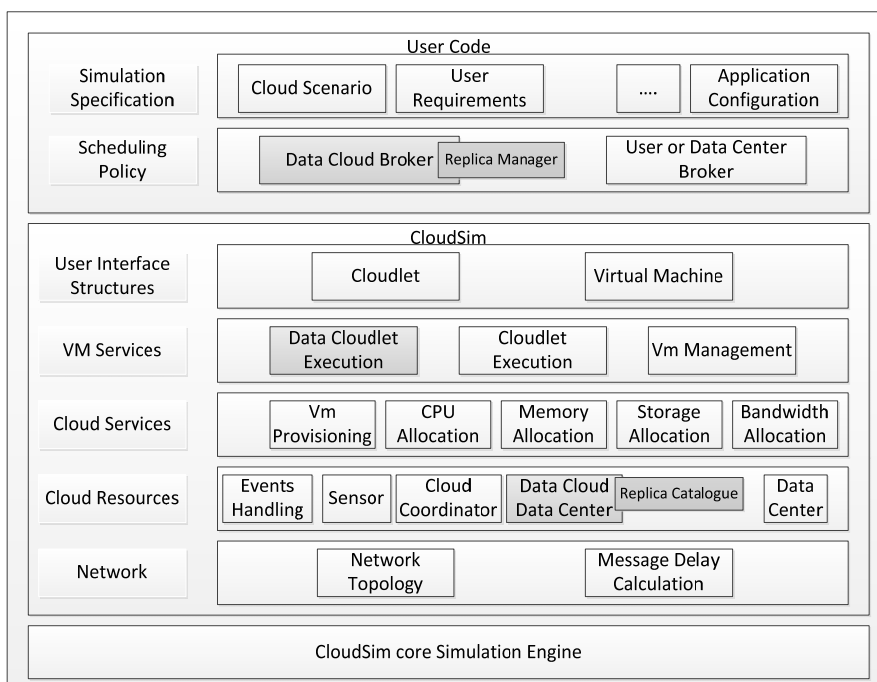 User Code
Simulation
Specification
Cloud Scenario
User
Requirements
....
Application
Configuration
Scheduling
Policy
Data Cloud Broker
Replica Manager
User or Data Center
Broker
CloudSim
User Interface
Structures
Cloudlet
Virtual Machine
VM Services
Data Cloudlet
Execution
Cloudlet
Execution
Vm Management
Cloud Services
Vm
Provisioning
CPU
Allocation
Memory
Allocation
Storage
Allocation
Bandwidth
Allocation
Cloud Resources
Events
Handling
Sensor
Cloud
Coordinator
Data Cloud
Data Center
Replica Catalogue
Data
Center
Network
Network
Topology
Message Delay
Calculation
CloudSim core Simulation Engine